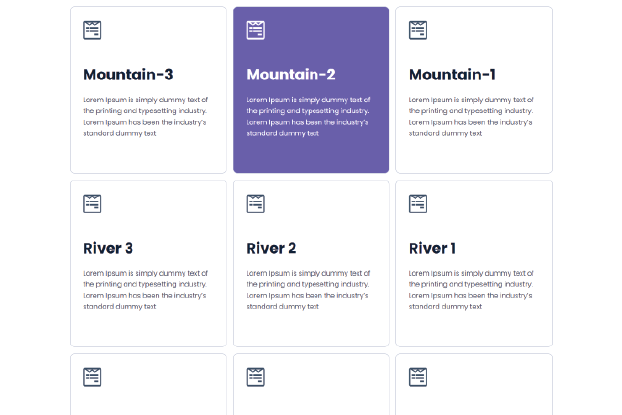 Mountain-3
Lorem Ipsum is simply dummy text of
the printing and typesetting industry.
Lorem Ipsum has been the industry's
standard dummy text
Mountain-2
Lorem Ipsum is simply dummy text of
the printing and typesetting industry.
Lorem Ipsum has been the industry's
standard dummy text
Mountain-1
Lorem Ipsum is simply dummy text of
the printing and typesetting industry.
Lorem Ipsum has been the industry's
standard dummy text
River 3
Lorem Ipsum is simply dummy text of
the printing and typesetting industry.
Lorem Ipsum has been the industry's
standard dummy text
River 2
Lorem Ipsum is simply dummy text of
the printing and typesetting industry.
Lorem Ipsum has been the industry's
standard dummy text
River 1
Lorem Ipsum is simply dummy text of
the printing and typesetting industry.
Lorem Ipsum has been the industry's
standard dummy text